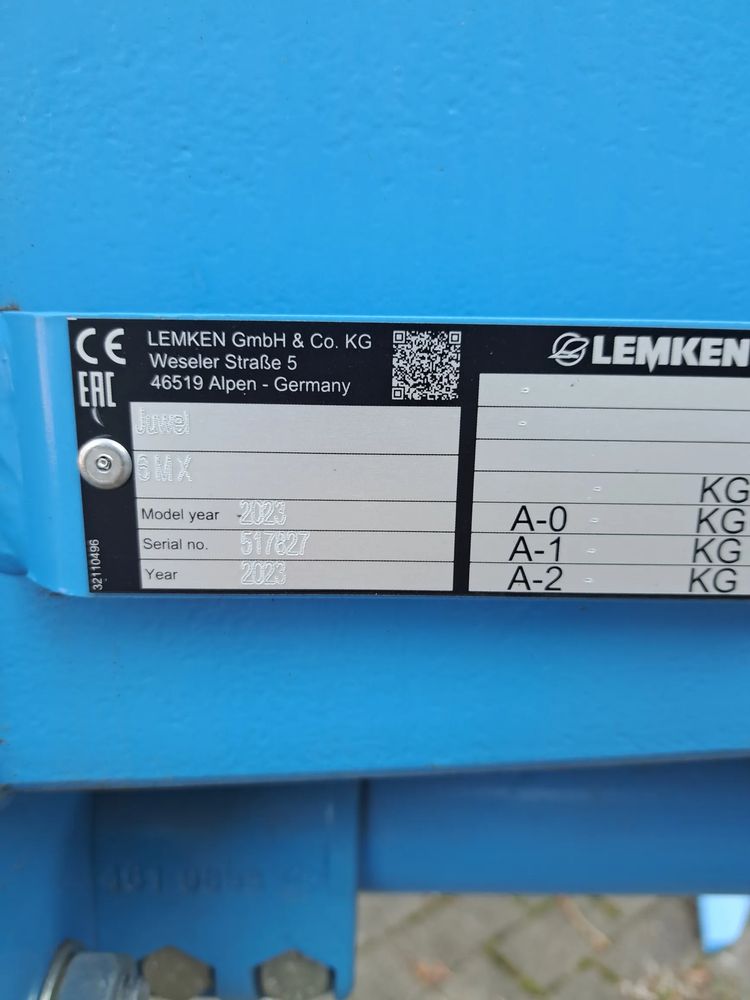 CE
EAC
LEMKEN GmbH & Co. KG
Weseler Straße 5
46519 Alpen - Germany
Juwel
6 M X
Model year 2023
Serial no. 517827
Year 2023
32110496
LEMKEN
-
-
- KG
A-0 - KG
A-1 - KG
A-2 - KG